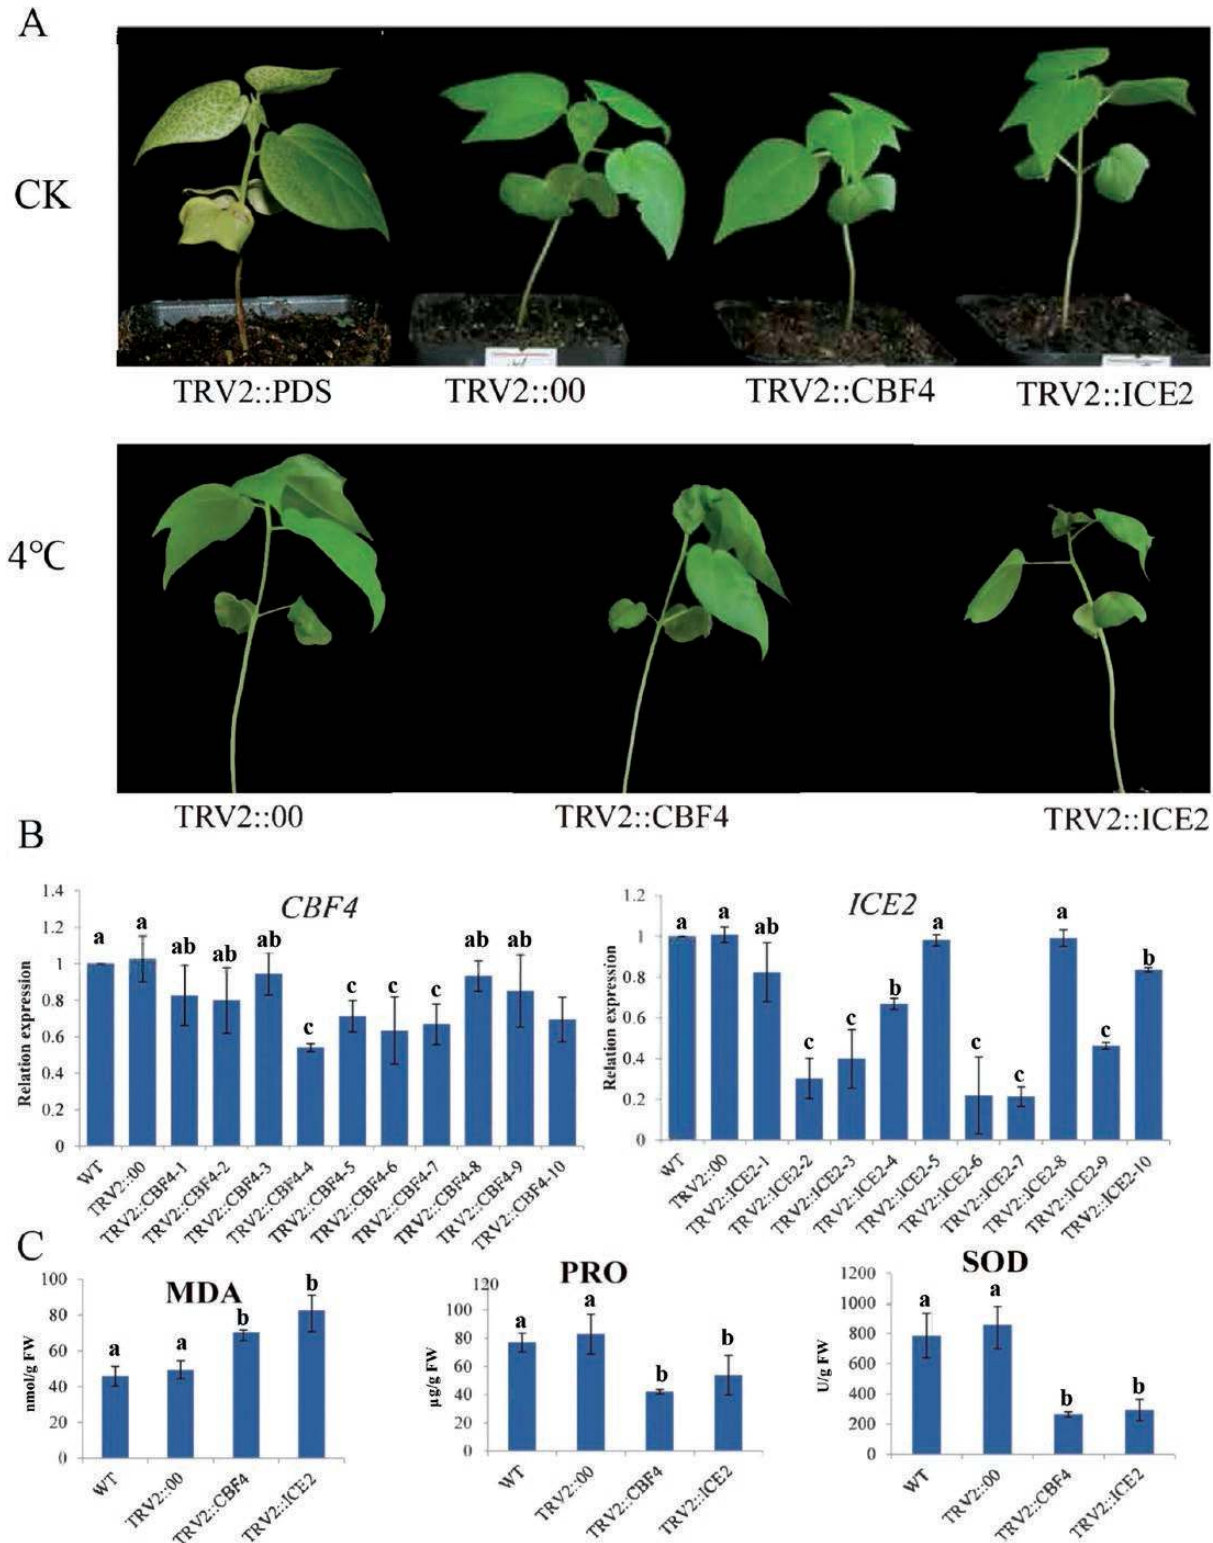 A
CK
TRV2::PDS TRV2::00 TRV2::CBF4 TRV2::ICE2
4℃
TRV2::00 TRV2::CBF4 TRV2::ICE2
B
CBF4
Relation expression
1.4
1.2
1
0.8
0.6
0.4
0.2
0
a a ab ab ab c c c c ab ab
WT TRV2::00 TRV2::CBF4-1 TRV2::CBF4-2 TRV2::CBF4-3 TRV2::CBF4-4 TRV2::CBF4-5 TRV2::CBF4-6 TRV2::CBF4-7 TRV2::CBF4-8 TRV2::CBF4-9 TRV2::CBF4-10
ICE2
Relation expression
1.2
1
0.8
0.6
0.4
0.2
0
a a ab c c b a c c a c b
WT TRV2::00 TRV2::ICE2-1 TRV2::ICE2-2 TRV2::ICE2-3 TRV2::ICE2-4 TRV2::ICE2-5 TRV2::ICE2-6 TRV2::ICE2-7 TRV2::ICE2-8 TRV2::ICE2-9 TRV2::ICE2-10
C
MDA
nmol/g FW
100
80
60
40
20
0
a a b b
WT TRV2::00 TRV2::CBF4 TRV2::ICE2
PRO
µg/g FW
120
100
80
60
40
20
0
a a b b
WT TRV2::00 TRV2::CBF4 TRV2::ICE2
SOD
U/g FW
1200
1000
800
600
400
200
0
a a b b
WT TRV2::00 TRV2::CBF4 TRV2::ICE2